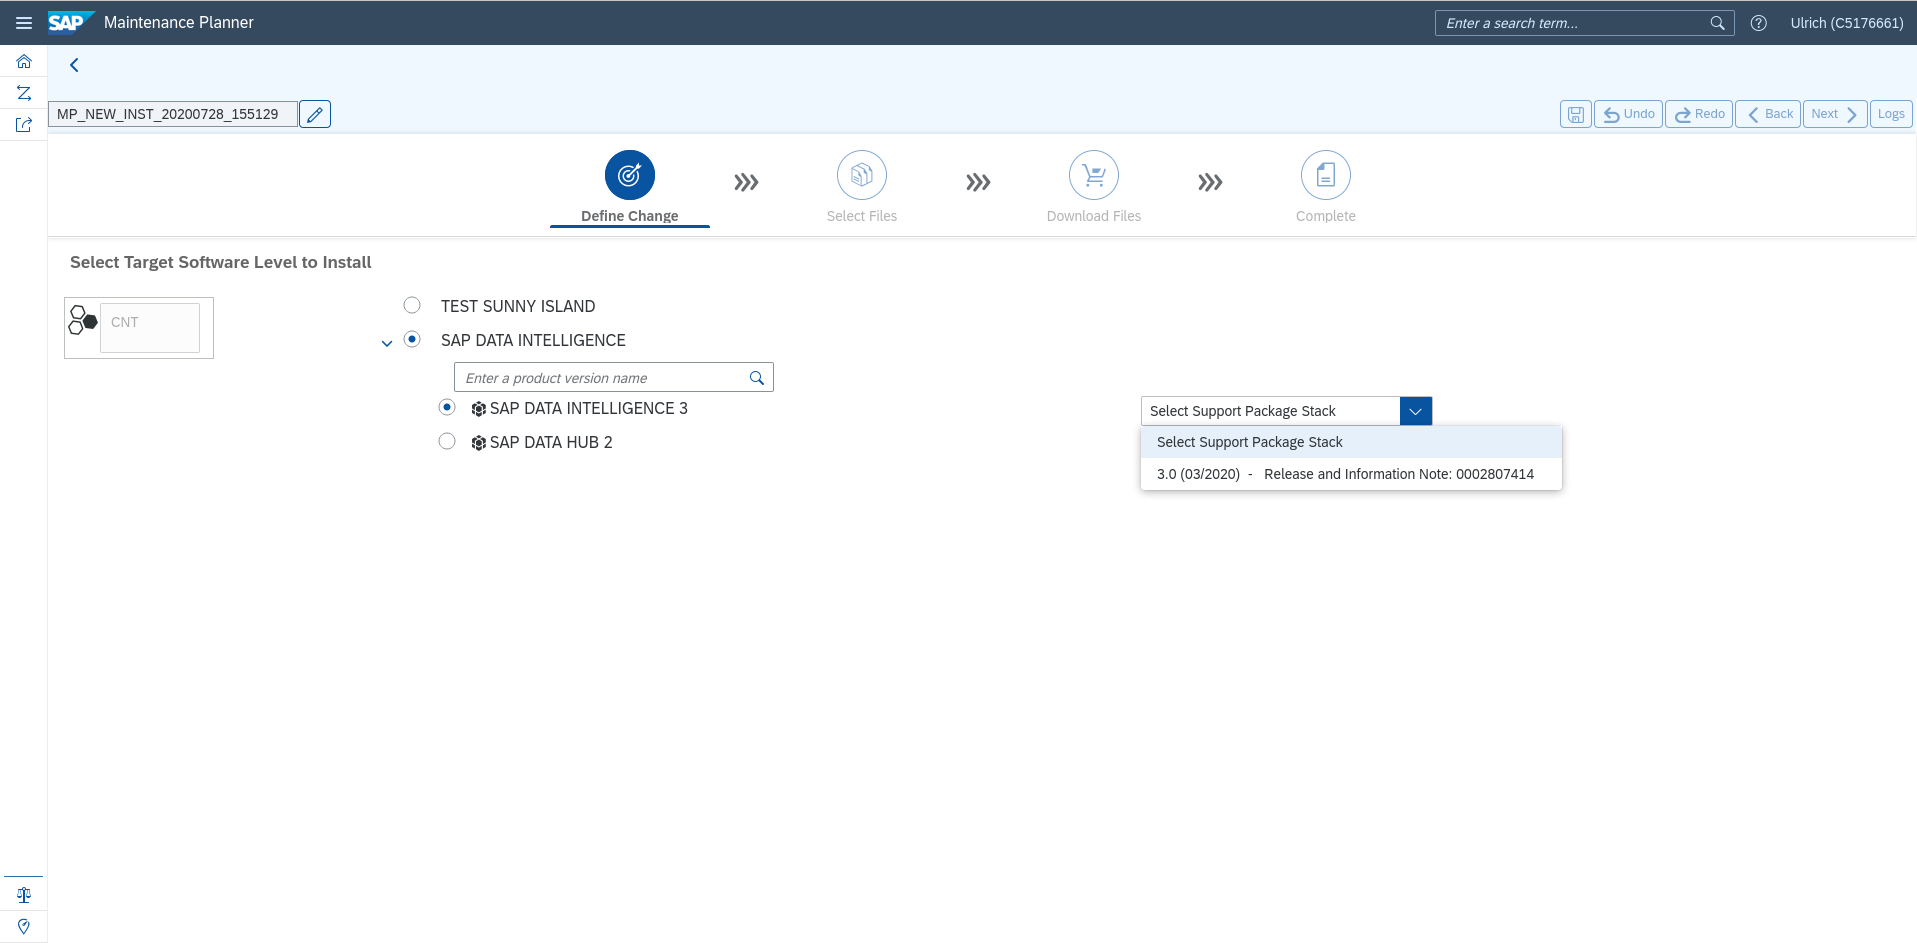 SAP Maintenance Planner
Enter a search term...
Ulrich (C5176661)
MP_NEW_INST_20200728_155129
Undo
Redo
Back
Next
Logs
Define Change
Select Files
Download Files
Complete
Select Target Software Level to Install
CNT
TEST SUNNY ISLAND
SAP DATA INTELLIGENCE
Enter a product version name
SAP DATA INTELLIGENCE 3
SAP DATA HUB 2
Select Support Package Stack
Select Support Package Stack
3.0 (03/2020) - Release and Information Note: 0002807414